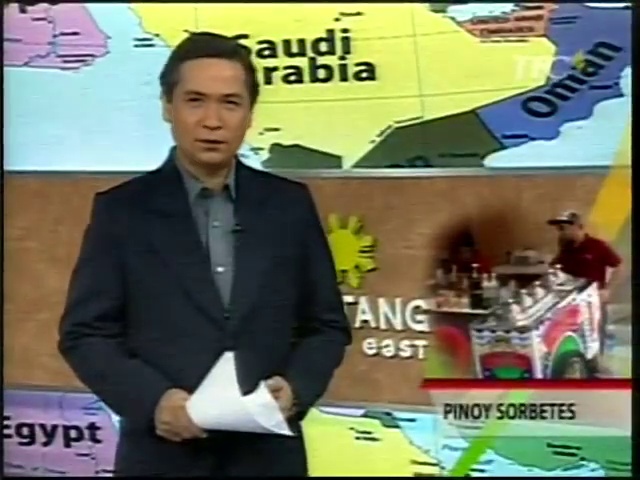 Saudi
Arabia
TFC
Oman
TANG
east
PINOY SORBETES
Egypt